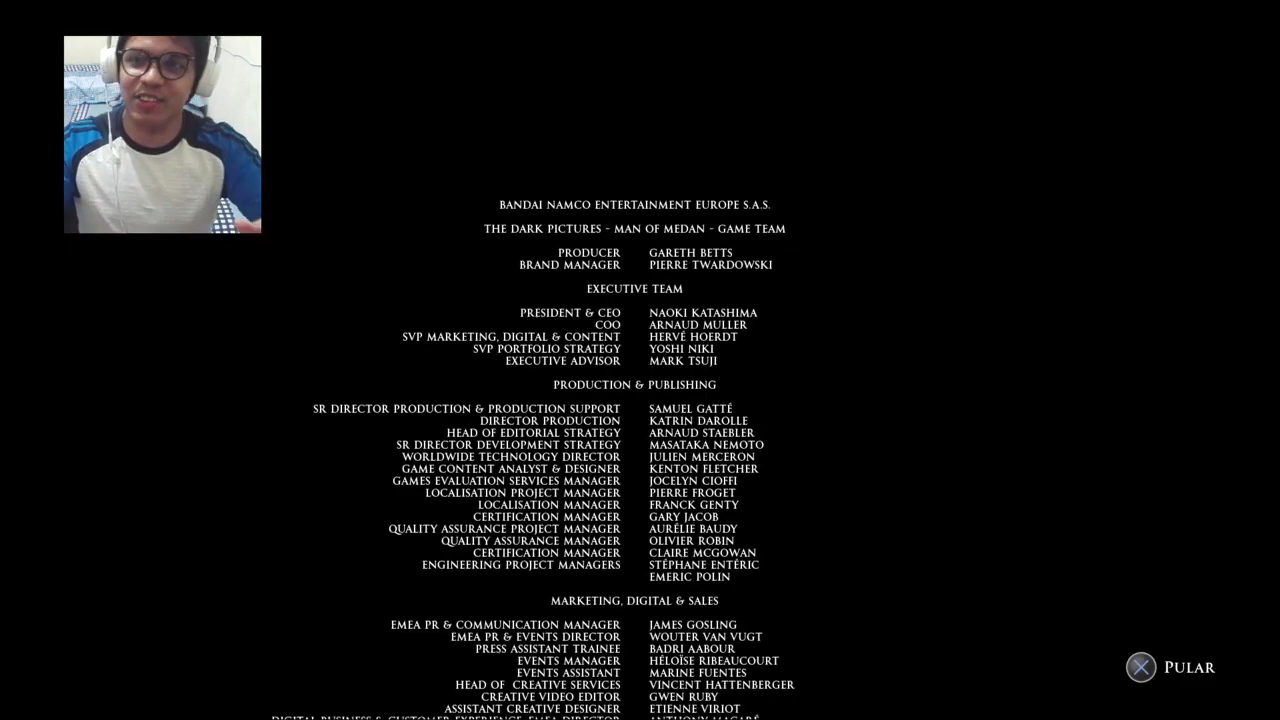 BANDAI NAMCO ENTERTAINMENT EUROPE S.A.S.
THE DARK PICTURES - MAN OF MEDAN - GAME TEAM
PRODUCER GARETH BETTS
BRAND MANAGER PIERRE TWARDOWSKI
EXECUTIVE TEAM
PRESIDENT & CEO NAOKI KATASHIMA
COO ARNAUD MULLER
SVP MARKETING, DIGITAL & CONTENT HERVÉ HOERDT
SVP PORTFOLIO STRATEGY YOSHI NIKI
EXECUTIVE ADVISOR MARK TSUJI
PRODUCTION & PUBLISHING
SR DIRECTOR PRODUCTION & PRODUCTION SUPPORT SAMUEL GATTÉ
DIRECTOR PRODUCTION KATRIN DAROLLE
HEAD OF EDITORIAL STRATEGY ARNAUD STAEBLER
SR DIRECTOR DEVELOPMENT STRATEGY MASATAKA NEMOTO
WORLDWIDE TECHNOLOGY DIRECTOR JULIEN MERCERON
GAME CONTENT ANALYST & DESIGNER KENTON FLETCHER
GAMES EVALUATION SERVICES MANAGER JOCELYN CIOFFI
LOCALISATION PROJECT MANAGER PIERRE FROGET
LOCALISATION MANAGER FRANCK GENTY
CERTIFICATION MANAGER GARY JACOB
QUALITY ASSURANCE PROJECT MANAGER AURÉLIE BAUDY
QUALITY ASSURANCE MANAGER OLIVIER ROBIN
CERTIFICATION MANAGER CLAIRE MCGOWAN
ENGINEERING PROJECT MANAGERS STÉPHANE ENTÉRIC
EMERIC POLIN
MARKETING, DIGITAL & SALES
EMEA PR & COMMUNICATION MANAGER JAMES GOSLING
EMEA PR & EVENTS DIRECTOR WOUTER VAN VUGT
PRESS ASSISTANT TRAINEE BADRI AABOUR
EVENTS MANAGER HÉLOÏSE RIBEAUCOURT
EVENTS ASSISTANT MARINE FUENTES
HEAD OF CREATIVE SERVICES VINCENT HATTENBERGER
CREATIVE VIDEO EDITOR GWEN RUBY
ASSISTANT CREATIVE DESIGNER ETIENNE VIRIOT
PULAR